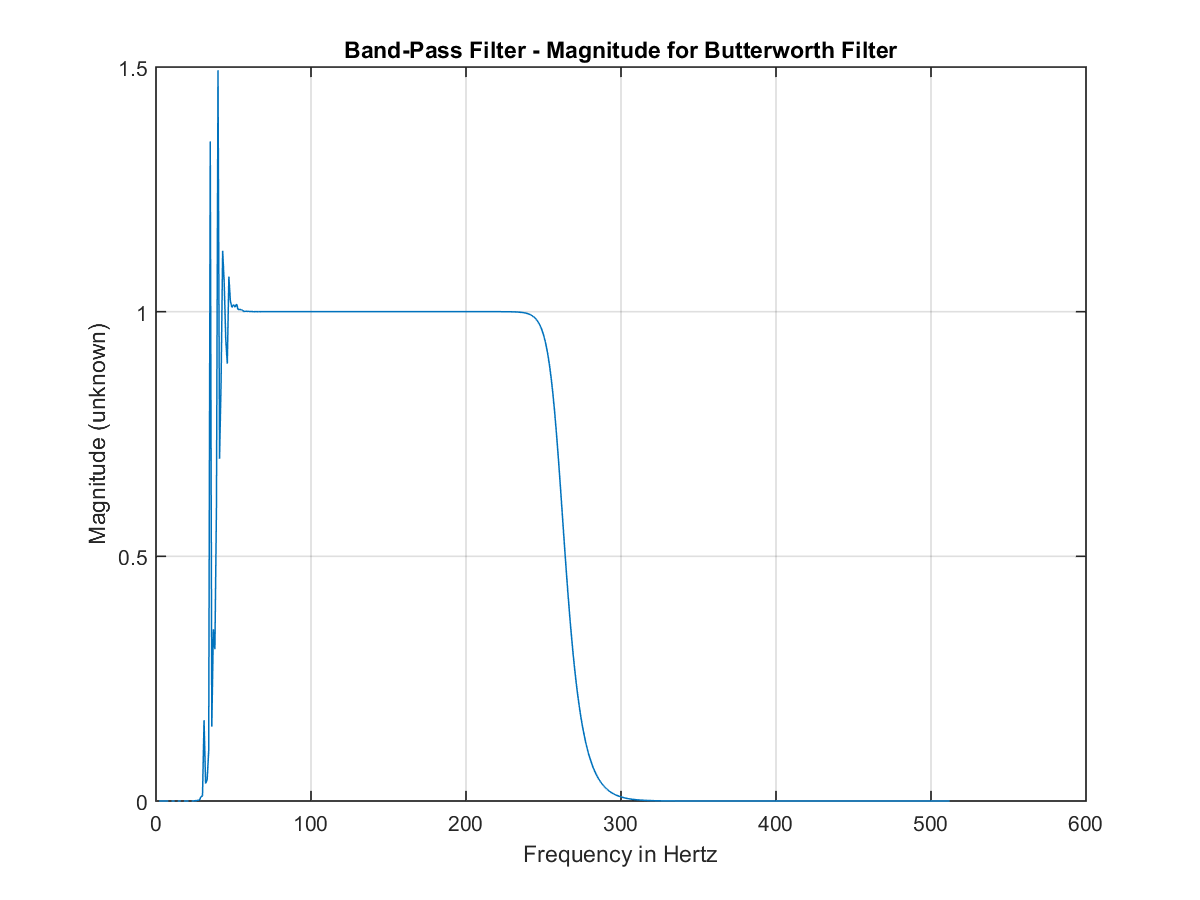 Band-Pass Filter - Magnitude for Butterworth Filter
1.5
1
0.5
0
Magnitude (unknown)
0 100 200 300 400 500 600
Frequency in Hertz